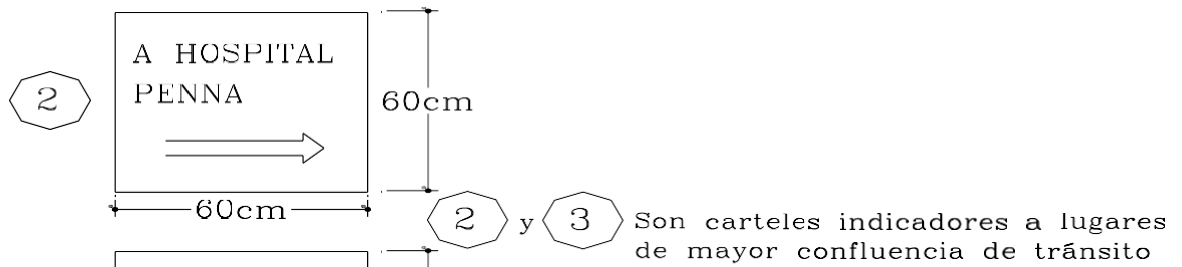 A HOSPITAL
PENNA
2
60cm
60cm
2 y 3 Son carteles indicadores a lugares
de mayor confluencia de tránsito